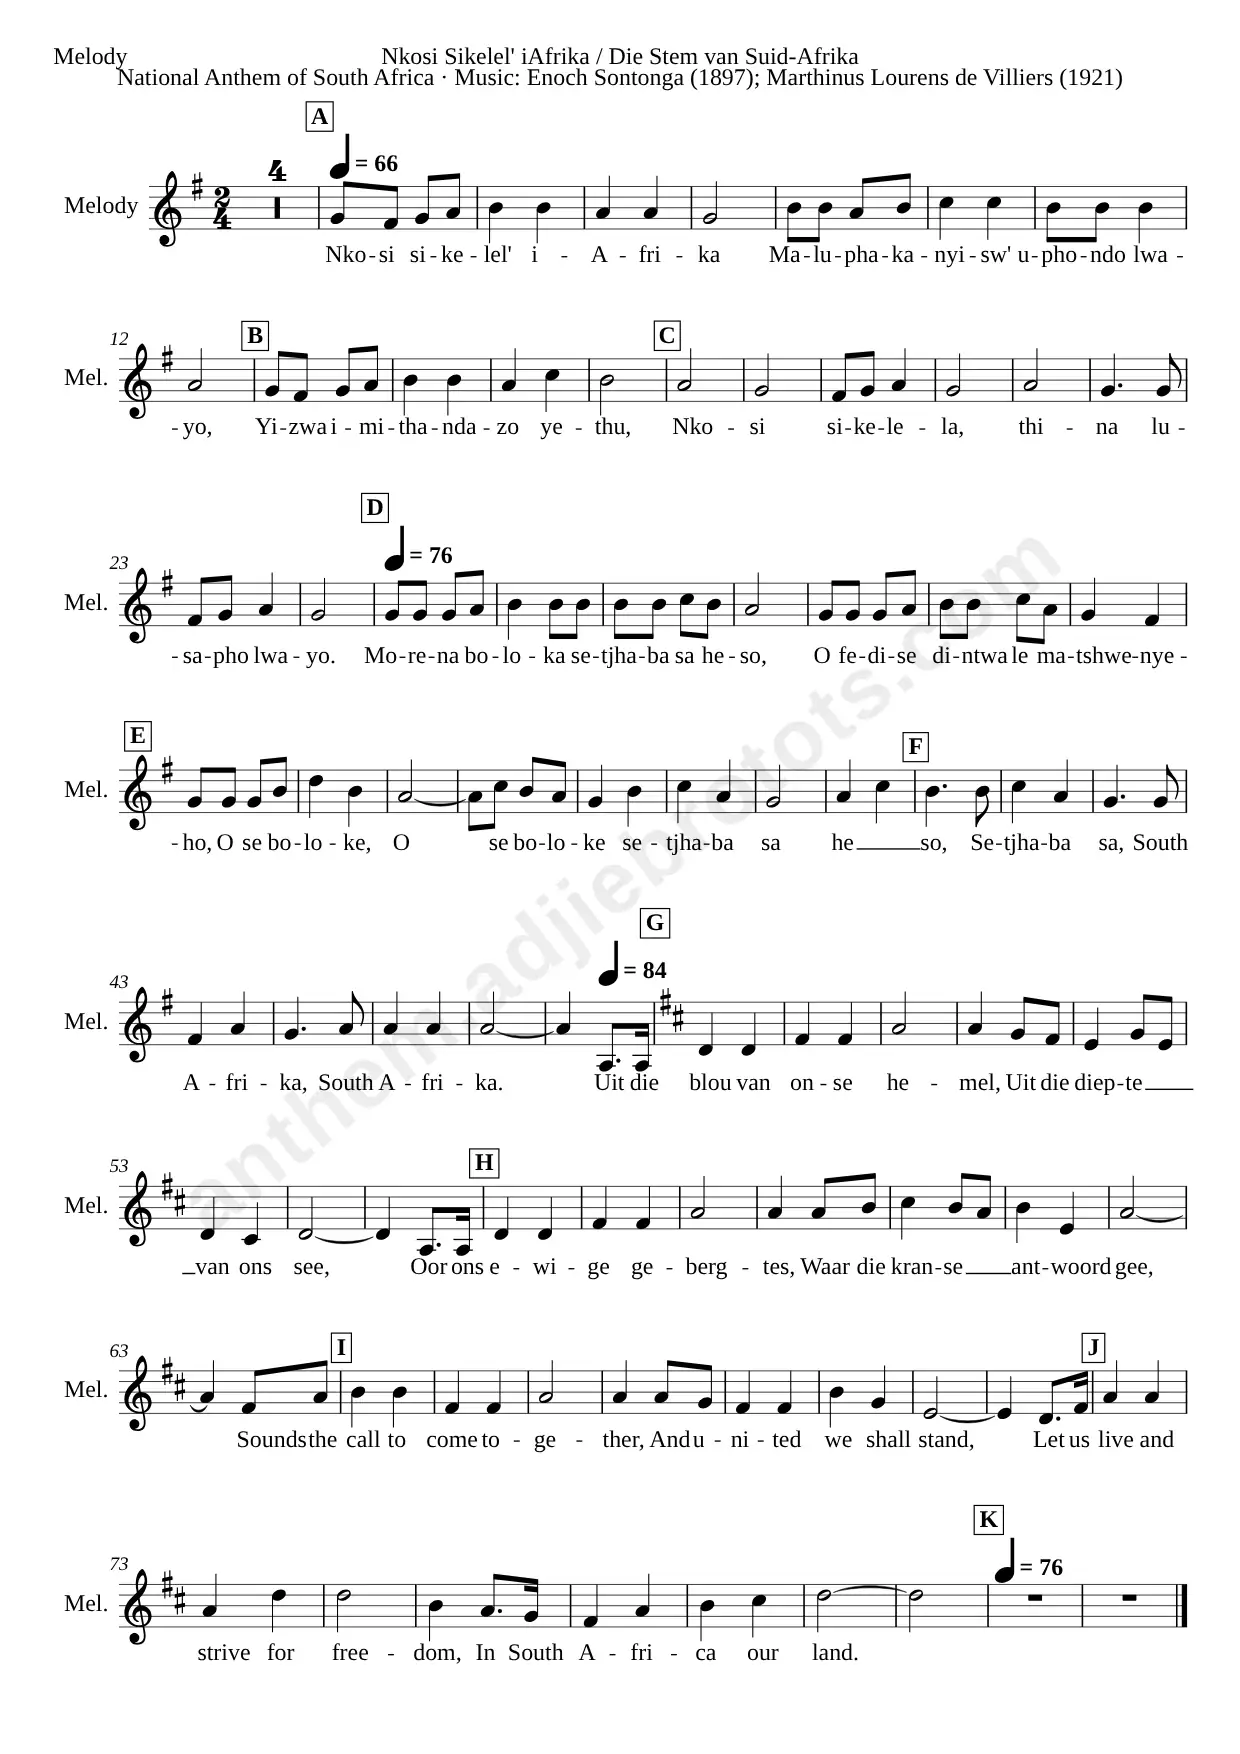 Melody
Nkosi Sikelel' iAfrika / Die Stem van Suid-Afrika
National Anthem of South Africa · Music: Enoch Sontonga (1897); Marthinus Lourens de Villiers (1921)
A
4
= 66
Melody
2
4
Nko - si si - ke - lel' i - A - fri - ka Ma - lu - pha - ka - nyi - sw' u - pho - ndo lwa -
12
B
C
Mel.
- yo, Yi - zwa i - mi - tha - nda - zo ye - thu, Nko - si si - ke - le - la, thi - na lu -
D
23
= 76
Mel.
- sa - pho lwa - yo. Mo - re - na bo - lo - ka se - tjha - ba sa he - so, O fe - di - se di - ntwa le ma - tshwe - nye -
E
F
Mel.
- ho, O se bo - lo - ke, O se bo - lo - ke se - tjha - ba sa he so, Se - tjha - ba sa, South
G
43
= 84
Mel.
A - fri - ka, South A - fri - ka. Uit die blou van on - se he - mel, Uit die diep - te
53
H
Mel.
van ons see, Oor ons e - wi - ge ge - berg - tes, Waar die kran - se ant - woord gee,
63
I
J
Mel.
Sounds the call to come to - ge - ther, And u - ni - ted we shall stand, Let us live and
K
73
= 76
Mel.
strive for free - dom, In South A - fri - ca our land.
anthem.adjiebrotots.com